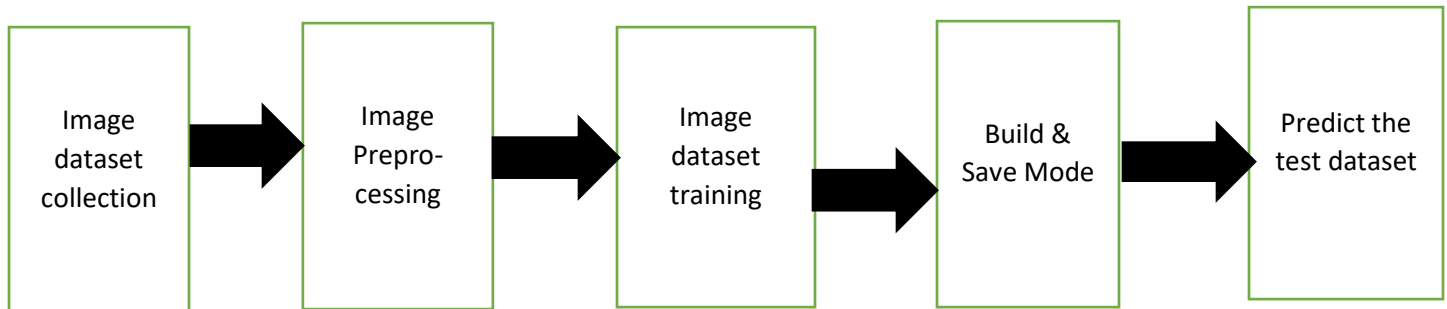 Image
dataset
collection
Image
Prepro-
cessing
Image
dataset
training
Build &
Save Mode
Predict the
test dataset